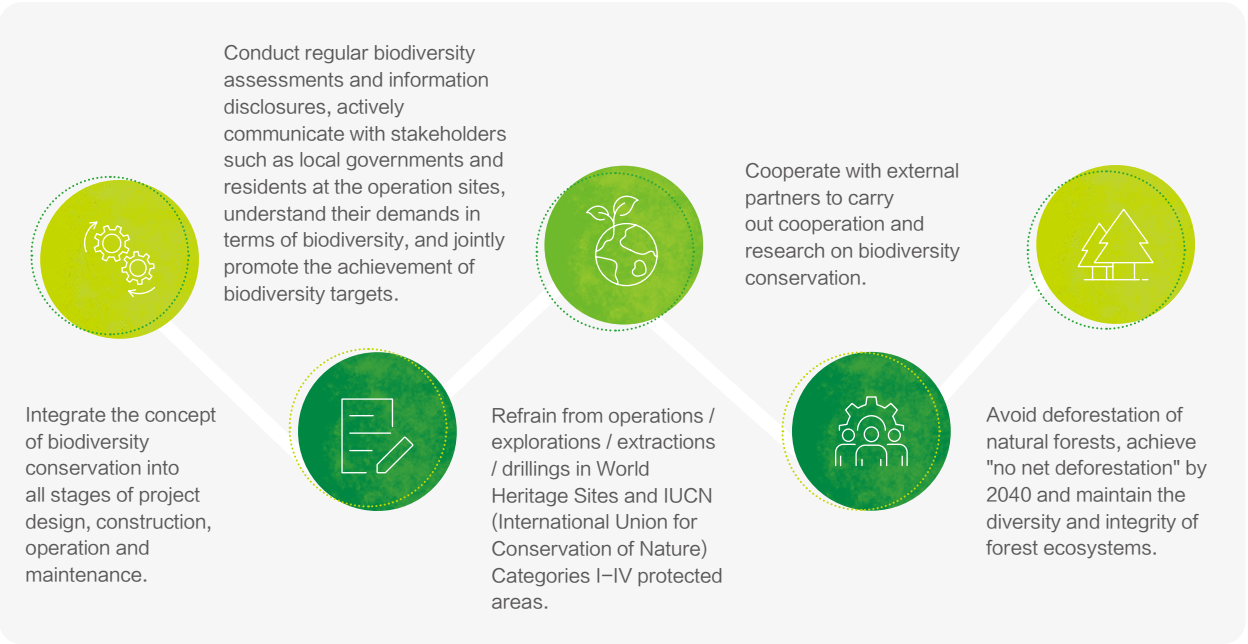 Integrate the concept
of biodiversity
conservation into
all stages of project
design, construction,
operation and
maintenance.
Conduct regular biodiversity
assessments and information
disclosures, actively
communicate with stakeholders
such as local governments and
residents at the operation sites,
understand their demands in
terms of biodiversity, and jointly
promote the achievement of
biodiversity targets.
Refrain from operations /
explorations / extractions
/ drillings in World
Heritage Sites and IUCN
(International Union for
Conservation of Nature)
Categories I–IV protected
areas.
Cooperate with external
partners to carry
out cooperation and
research on biodiversity
conservation.
Avoid deforestation of
natural forests, achieve
"no net deforestation" by
2040 and maintain the
diversity and integrity of
forest ecosystems.